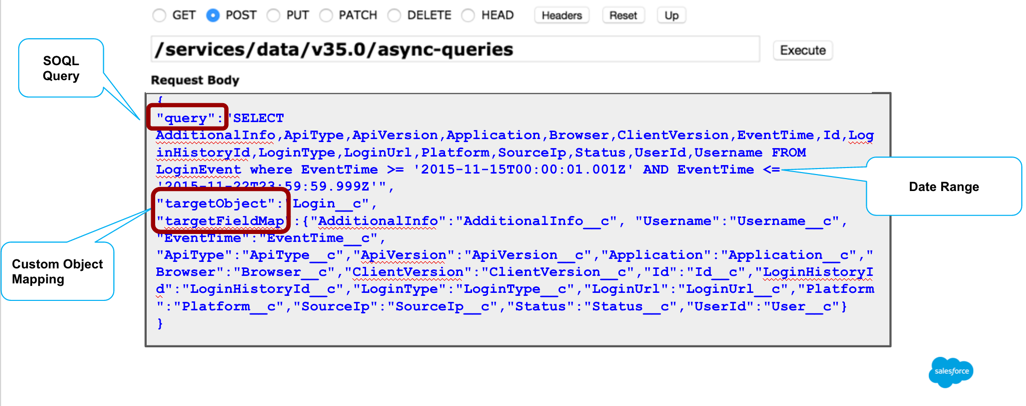 GET POST PUT PATCH DELETE HEAD Headers Reset Up
/services/data/v35.0/async-queries Execute
Request Body
SOQL
Query
{
"query":"SELECT
AdditionalInfo,ApiType,ApiVersion,Application,Browser,ClientVersion,EventTime,Id,Log
inHistoryId,LoginType,LoginUrl,Platform,SourceIp,Status,UserId,Username FROM
LoginEvent where EventTime >= '2015-11-15T00:00:01.001Z' AND EventTime <=
'2015-11-22T23:59:59.999Z'",
"targetObject":"Login__c",
"targetFieldMap":{"AdditionalInfo":"AdditionalInfo__c", "Username":"Username__c",
"EventTime":"EventTime__c",
"ApiType":"ApiType__c","ApiVersion":"ApiVersion__c","Application":"Application__c","
Browser":"Browser__c","ClientVersion":"ClientVersion__c","Id":"Id__c","LoginHistoryI
d":"LoginHistoryId__c","LoginType":"LoginType__c","LoginUrl":"LoginUrl__c","Platform
":"Platform__c","SourceIp":"SourceIp__c","Status":"Status__c","UserId":"User__c"}
}
Date Range
Custom Object
Mapping
salesforce